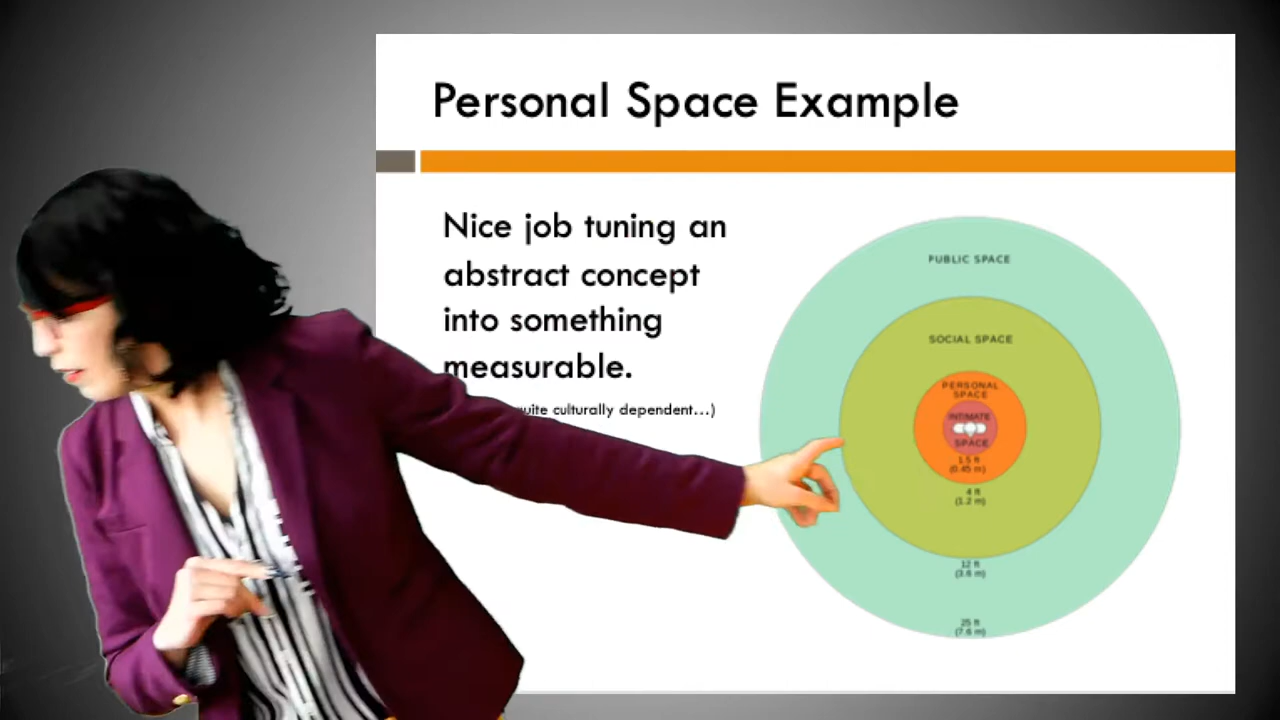 Personal Space Example
Nice job tuning an
abstract concept
into something
measurable.
culturally dependent...)
PUBLIC SPACE
SOCIAL SPACE
PERSONAL
SPACE
INTIMATE
SPACE
1.5 ft
(0.45 m)
4 ft
(1.2 m)
12 ft
(3.6 m)
25 ft
(7.6 m)